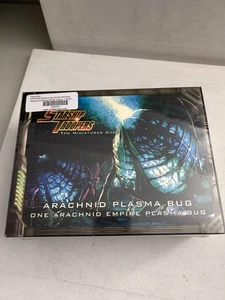 STARSHIP
TROOPERS
THE MINIATURES GAME
ARACHNID PLASMA BUG
ONE ARACHNID EMPIRE PLASMA BUG